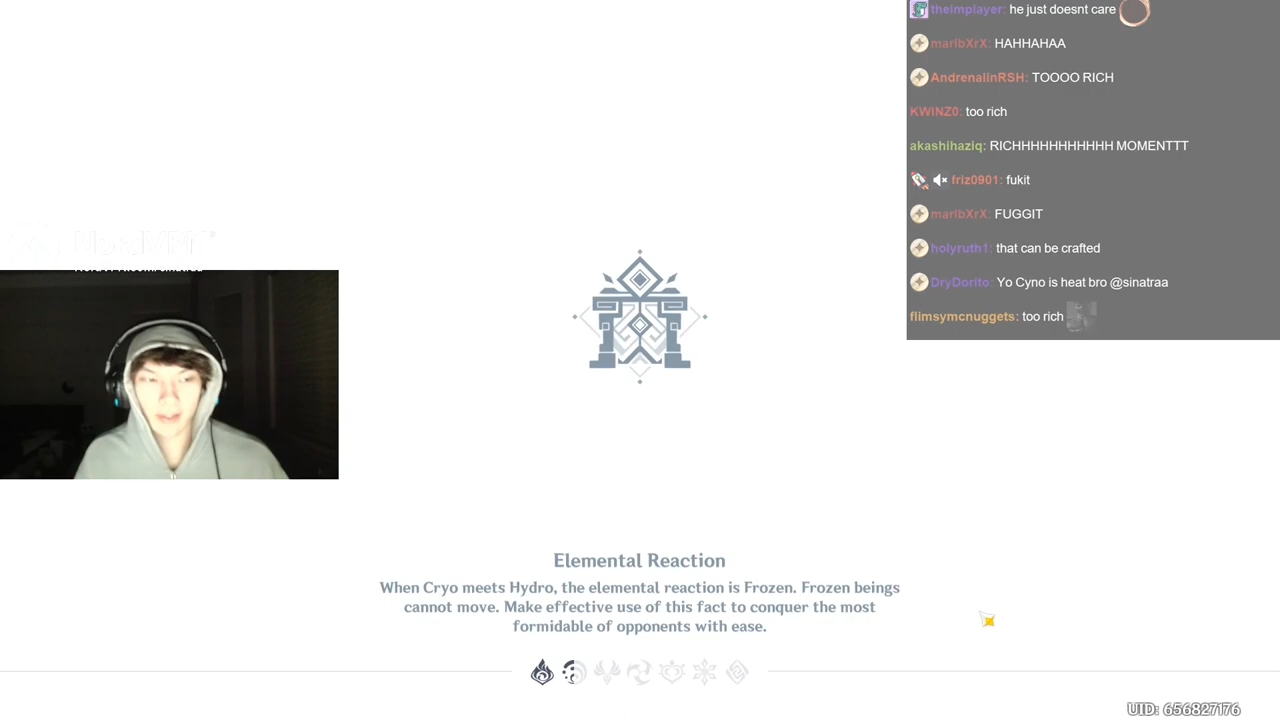 theimplayer: he just doesnt care
marlbXrX: HAHHAHAA
AndrenalinRSH: TOOOO RICH
KWINZ0: too rich
akashihaziq: RICHHHHHHHHHHH MOMENTTT
friz0901: fukit
marlbXrX: FUGGIT
holyruth1: that can be crafted
DryDorito: Yo Cyno is heat bro @sinatraa
flimsymcnuggets: too rich
NordVPN®
Elemental Reaction
When Cryo meets Hydro, the elemental reaction is Frozen. Frozen beings
cannot move. Make effective use of this fact to conquer the most
formidable of opponents with ease.
UID: 656827176